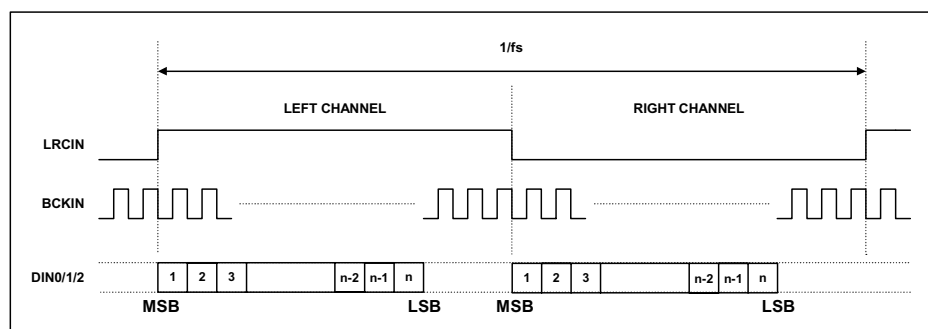 1/fs
LEFT CHANNEL RIGHT CHANNEL
LRCIN
BCKIN
DIN0/1/2 1 2 3 n-2 n-1 n 1 2 3 n-2 n-1 n
MSB LSB MSB LSB